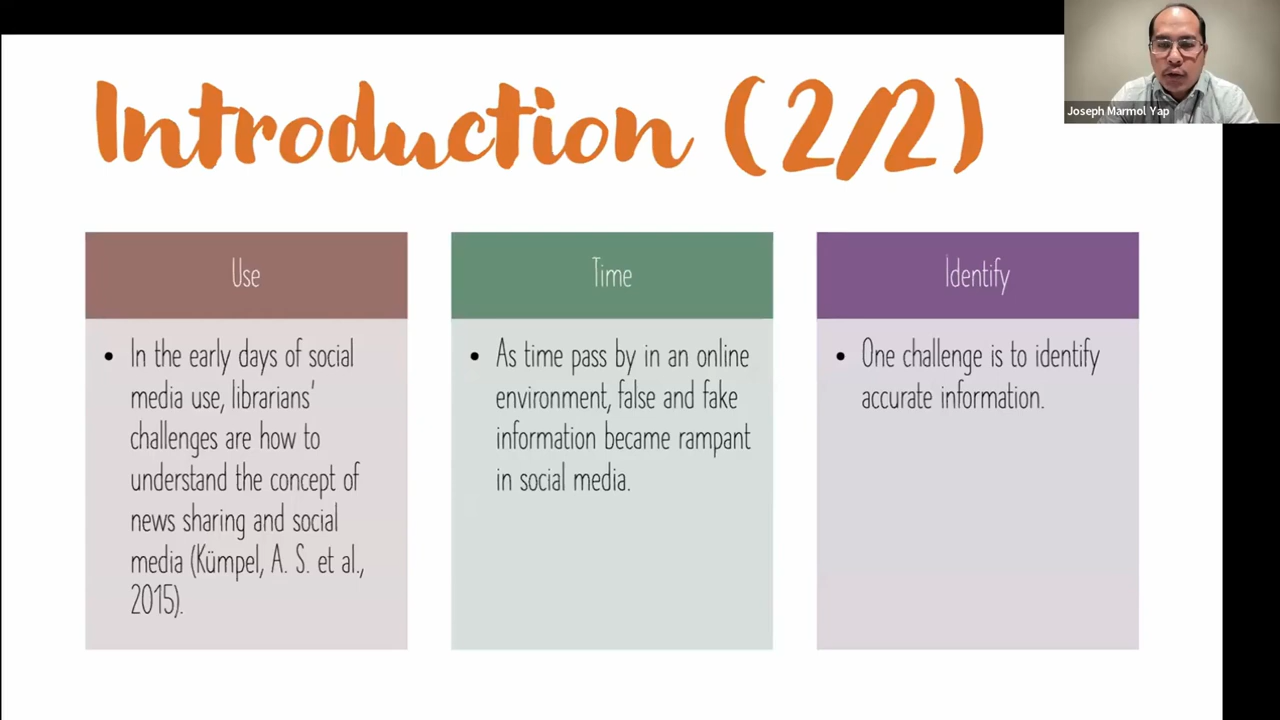 Introduction (2/2)
Joseph Marmol Yap
Use
In the early days of social
media use, librarians'
challenges are how to
understand the concept of
news sharing and social
media (Kümpel, A. S. et al.,
2015).
Time
As time pass by in an online
environment, false and fake
information became rampant
in social media.
Identify
One challenge is to identify
accurate information.